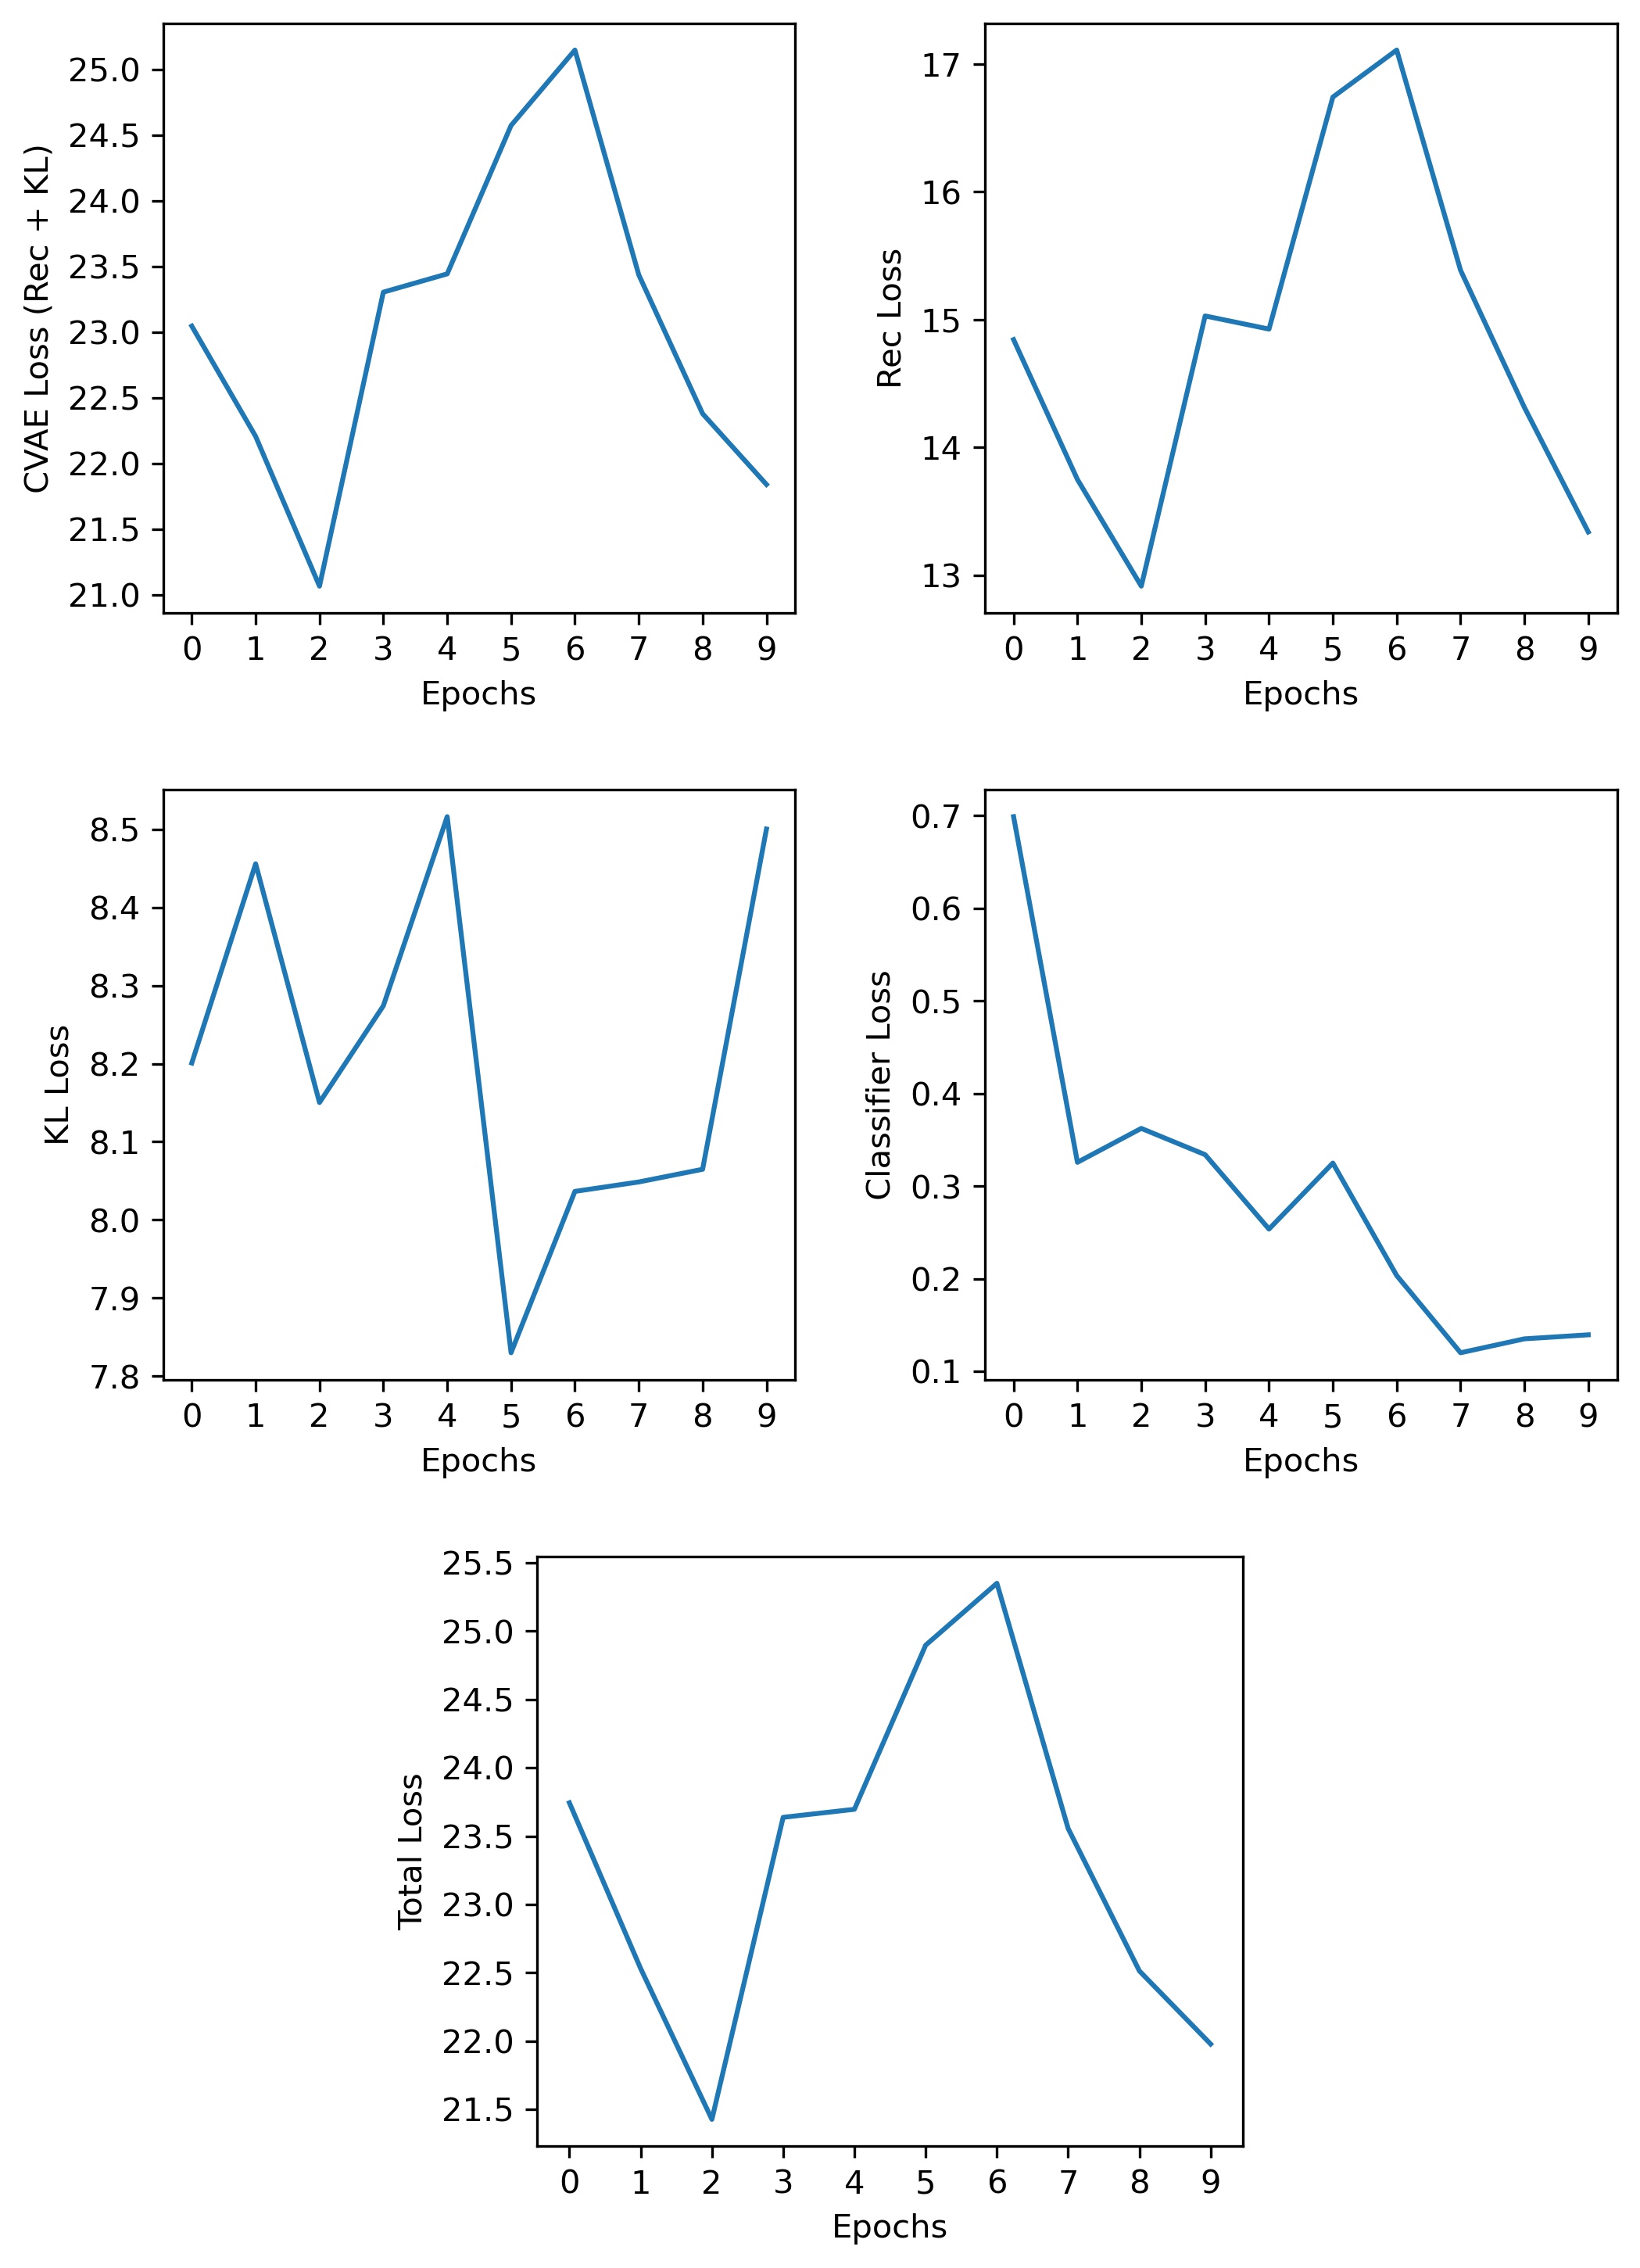 CVAE Loss (Rec + KL)
25.0
24.5
24.0
23.5
23.0
22.5
22.0
21.5
21.0
0 1 2 3 4 5 6 7 8 9
Epochs
Rec Loss
17
16
15
14
13
0 1 2 3 4 5 6 7 8 9
Epochs
KL Loss
8.5
8.4
8.3
8.2
8.1
8.0
7.9
7.8
0 1 2 3 4 5 6 7 8 9
Epochs
Classifier Loss
0.7
0.6
0.5
0.4
0.3
0.2
0.1
0 1 2 3 4 5 6 7 8 9
Epochs
Total Loss
25.5
25.0
24.5
24.0
23.5
23.0
22.5
22.0
21.5
0 1 2 3 4 5 6 7 8 9
Epochs